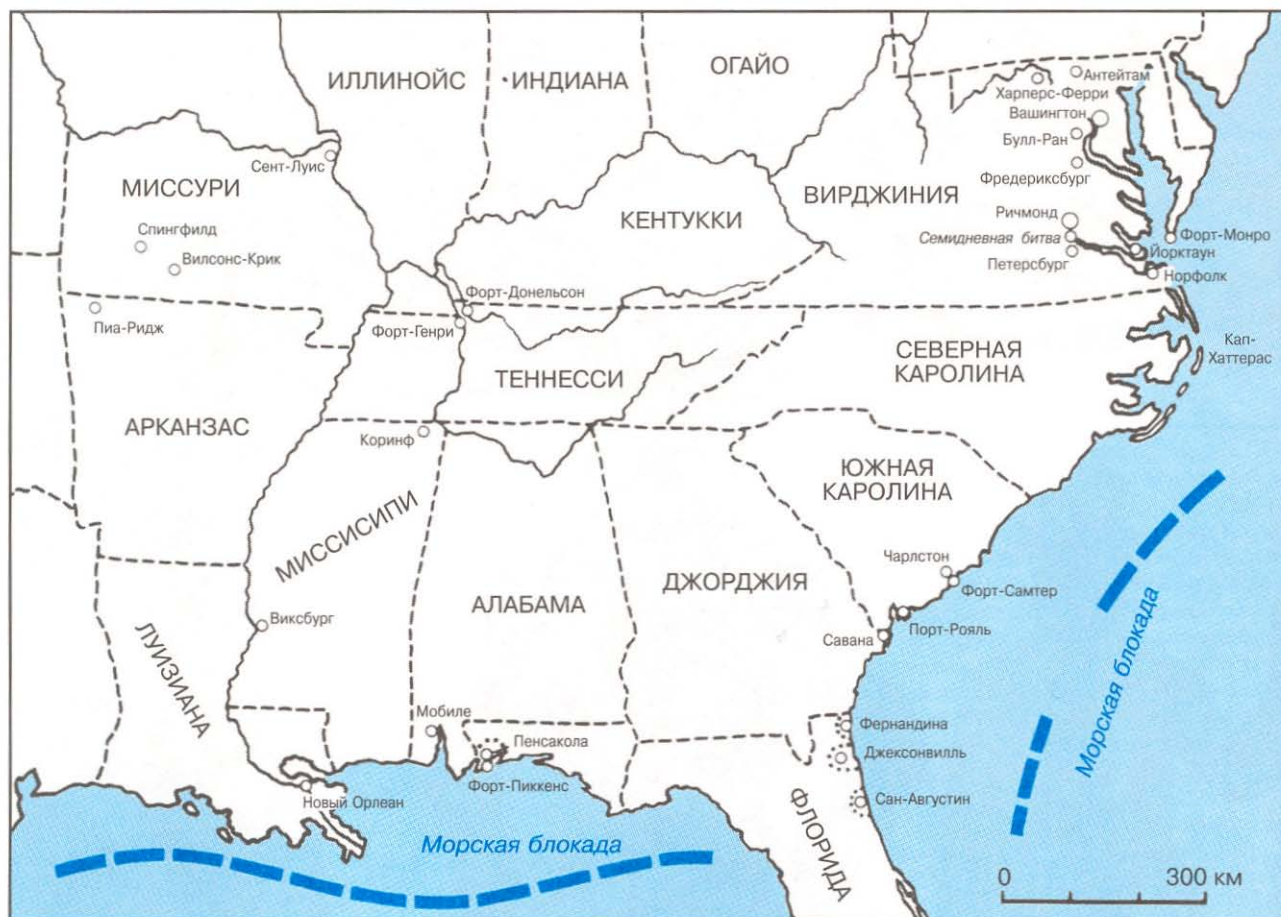 ИЛЛИНОЙС
ИНДИАНА
ОГАЙО
Антейтам
Харперс-Ферри
Вашингтон
Булл-Ран
Фредериксбург
Сент-Луис
МИССУРИ
ВИРДЖИНИЯ
КЕНТУККИ
Ричмонд
Семидневная битва
Петерсбург
Форт-Монро
Йорктаун
Норфолк
Спингфилд
Вилсонс-Крик
Пиа-Ридж
Форт-Донельсон
Форт-Генри
ТЕННЕССИ
СЕВЕРНАЯ
КАРОЛИНА
Кап-
Хаттерас
АРКАНЗАС
Коринф
ЮЖНАЯ
КАРОЛИНА
МИССИСИПИ
Чарлстон
Форт-Самтер
ДЖОРДЖИЯ
АЛАБАМА
Порт-Рояль
Савана
Виксбург
ЛУИЗИАНА
Морская блокада
Мобиле
Пенсакола
Форт-Пиккенс
Фернандина
Джексонвилль
Сан-Августин
Новый Орлеан
ФЛОРИДА
Морская блокада
0 300 км